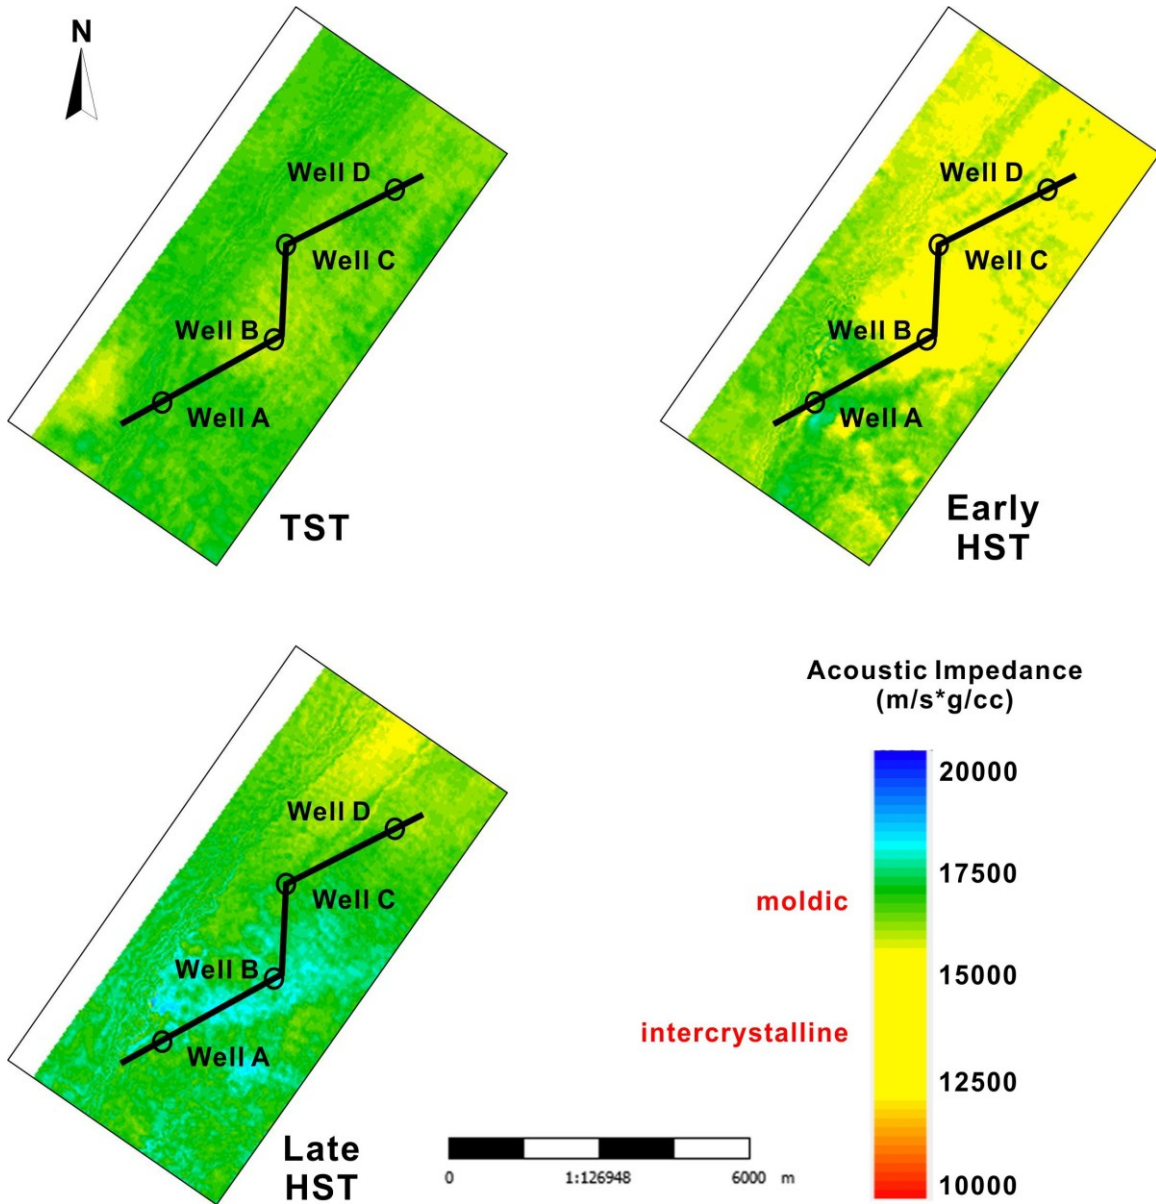 N
Well D
Well C
Well B
Well A
TST
Well D
Well C
Well B
Well A
Early
HST
Well D
Well C
Well B
Well A
Late
HST
Acoustic Impedance
(m/s*g/cc)
20000
17500
moldic
15000
intercrystalline
12500
10000
0 1:126948 6000 m